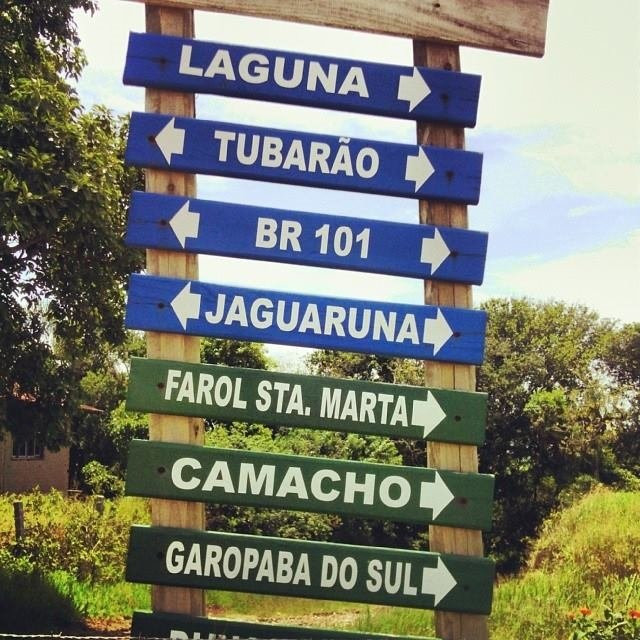 LAGUNA
TUBARÃO
BR 101
JAGUARUNA
FAROL STA. MARTA
CAMACHO
GAROPABA DO SUL